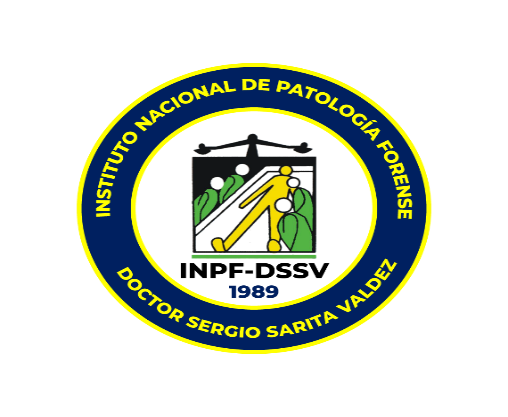 INSTITUTO NACIONAL DE PATOLOGÍA FORENSE
INPF-DSSV
1989
DOCTOR SERGIO SARITA VALDEZ